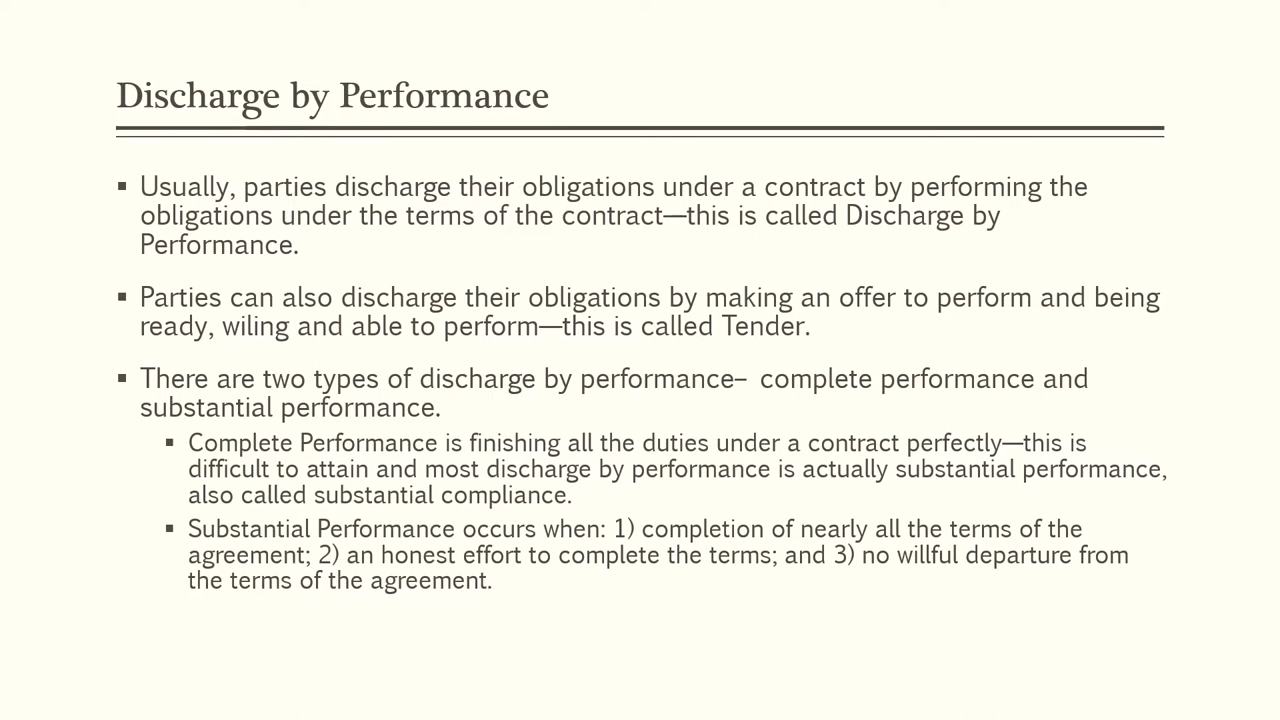 Discharge by Performance
▪ Usually, parties discharge their obligations under a contract by performing the
obligations under the terms of the contract—this is called Discharge by
Performance.
▪ Parties can also discharge their obligations by making an offer to perform and being
ready, wiling and able to perform—this is called Tender.
▪ There are two types of discharge by performance– complete performance and
substantial performance.
▪ Complete Performance is finishing all the duties under a contract perfectly—this is
difficult to attain and most discharge by performance is actually substantial performance,
also called substantial compliance.
▪ Substantial Performance occurs when: 1) completion of nearly all the terms of the
agreement; 2) an honest effort to complete the terms; and 3) no willful departure from
the terms of the agreement.